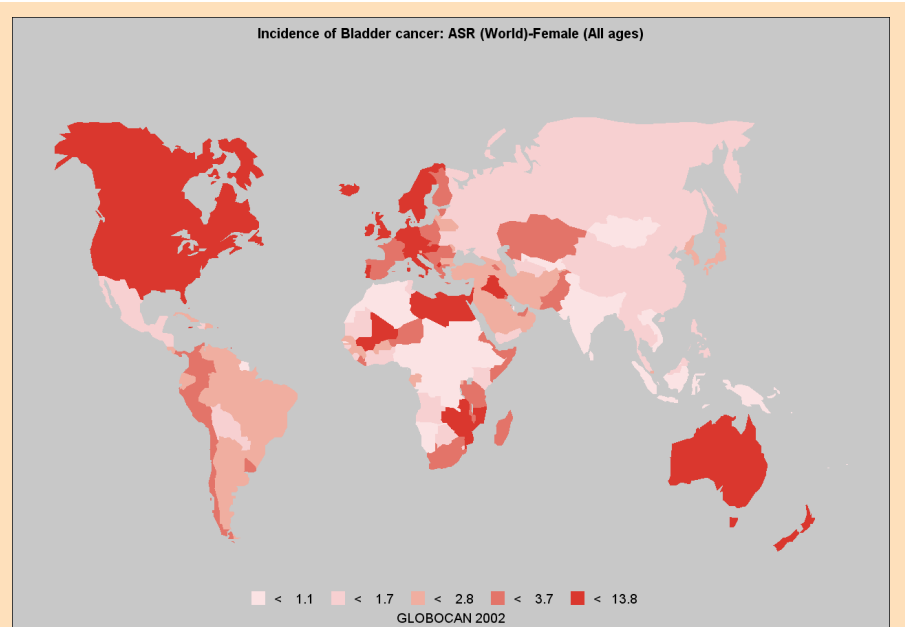 Incidence of Bladder cancer: ASR (World)-Female (All ages)
< 1.1 < 1.7 < 2.8 < 3.7 < 13.8
GLOBOCAN 2002